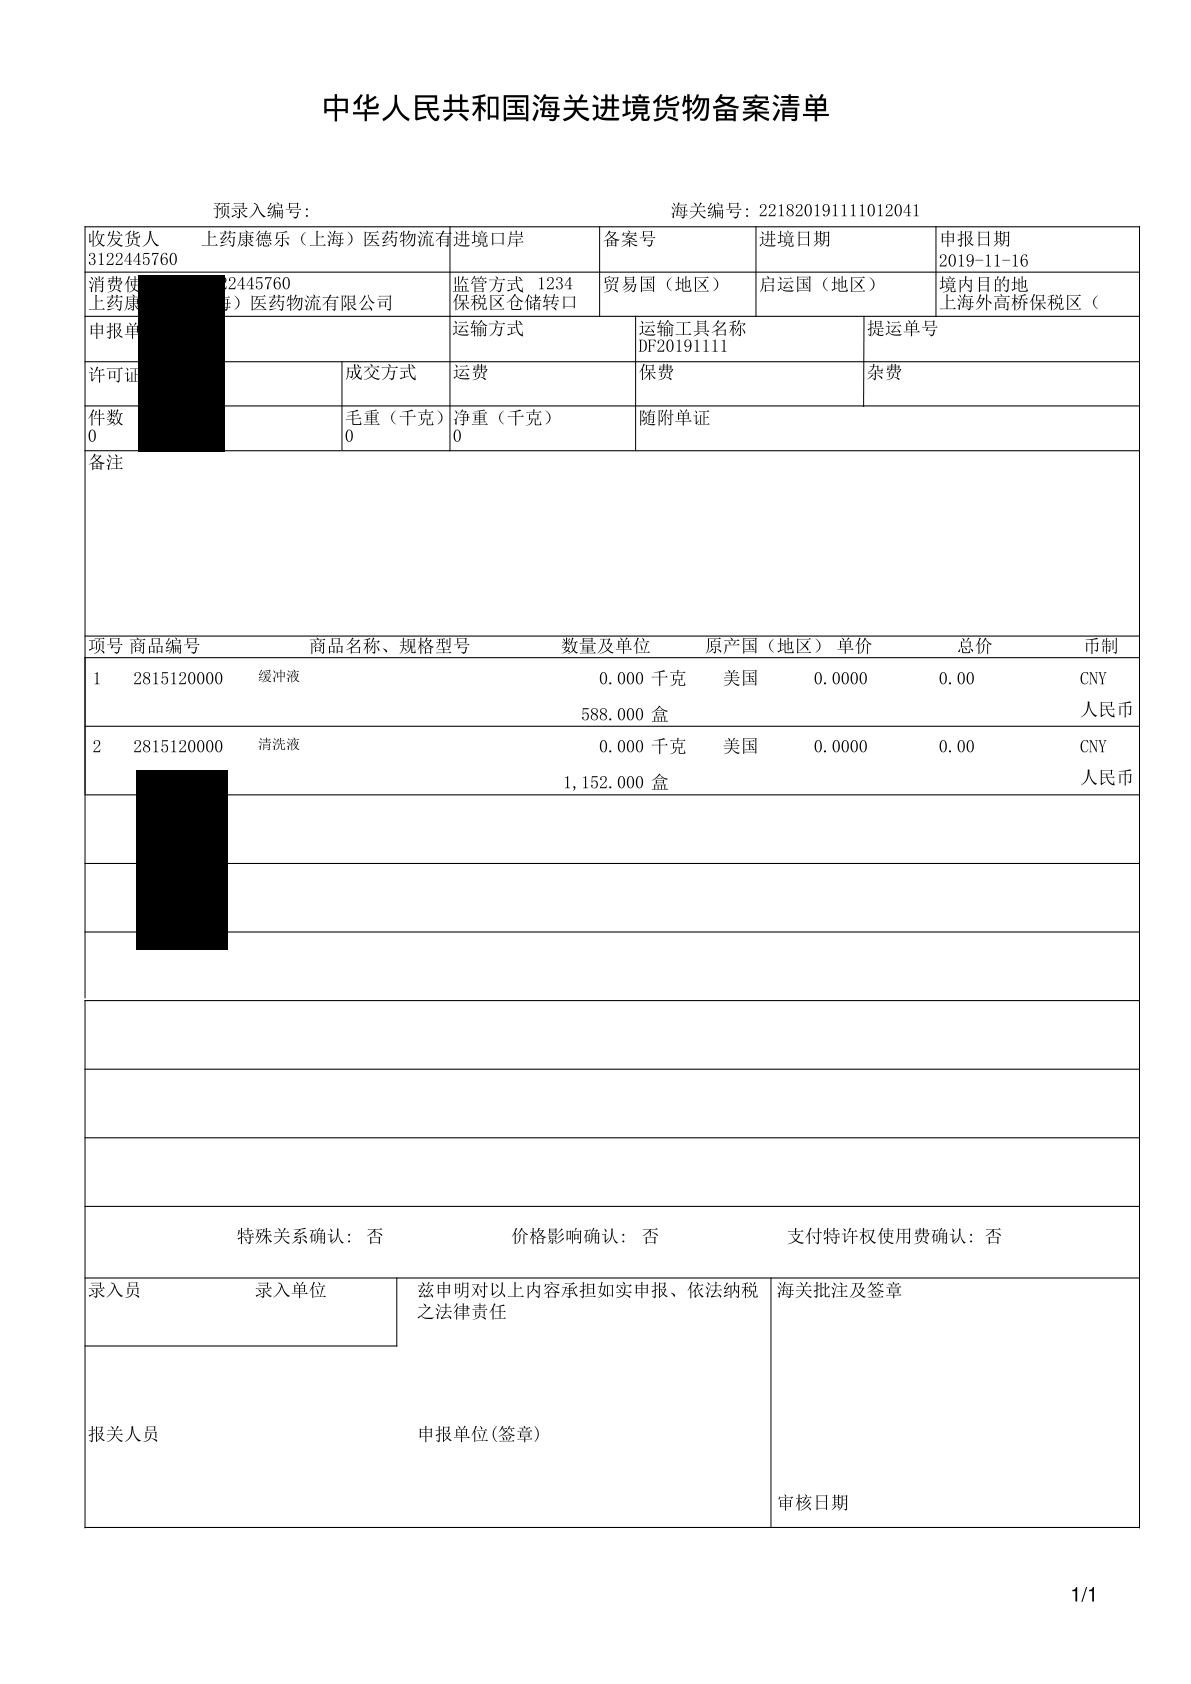 中华人民共和国海关进境货物备案清单
预录入编号: 海关编号: 221820191111012041
收发货人 上药康德乐（上海）医药物流有 进境口岸 备案号 进境日期 申报日期
3122445760 2019-11-16
消费使 22445760 监管方式 1234 贸易国（地区） 启运国（地区） 境内目的地
上药康 ）医药物流有限公司 保税区仓储转口 上海外高桥保税区（
申报单 运输方式 运输工具名称 提运单号
DF20191111
许可证 成交方式 运费 保费 杂费
件数 毛重（千克） 净重（千克） 随附单证
0 0 0
备注
项号 商品编号 商品名称、规格型号 数量及单位 原产国（地区） 单价 总价 币制
1 2815120000 缓冲液 0.000 千克 美国 0.0000 0.00 CNY
588.000 盒 人民币
2 2815120000 清洗液 0.000 千克 美国 0.0000 0.00 CNY
1,152.000 盒 人民币
特殊关系确认: 否 价格影响确认: 否 支付特许权使用费确认: 否
录入员 录入单位 兹申明对以上内容承担如实申报、依法纳税 海关批注及签章
之法律责任
报关人员 申报单位(签章)
审核日期
1/1